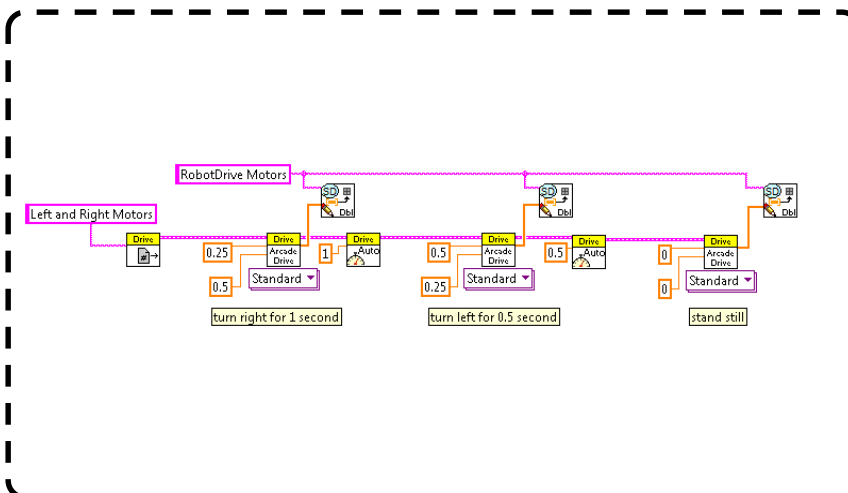 RobotDrive Motors
SD
Dbl
SD
Dbl
SD
Dbl
Left and Right Motors
Drive
#
0.25
0.5
Drive
Arcade
Drive
Standard
1
Drive
Auto
0.5
0.25
Drive
Arcade
Drive
Standard
0.5
Drive
Auto
0
0
Drive
Arcade
Drive
Standard
turn right for 1 second
turn left for 0.5 second
stand still